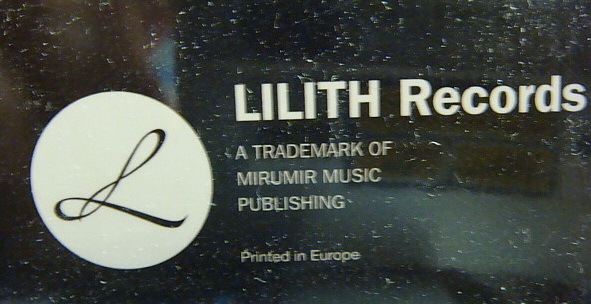 L
LILITH Records
A TRADEMARK OF
MIRUMIR MUSIC
PUBLISHING
Printed in Europe